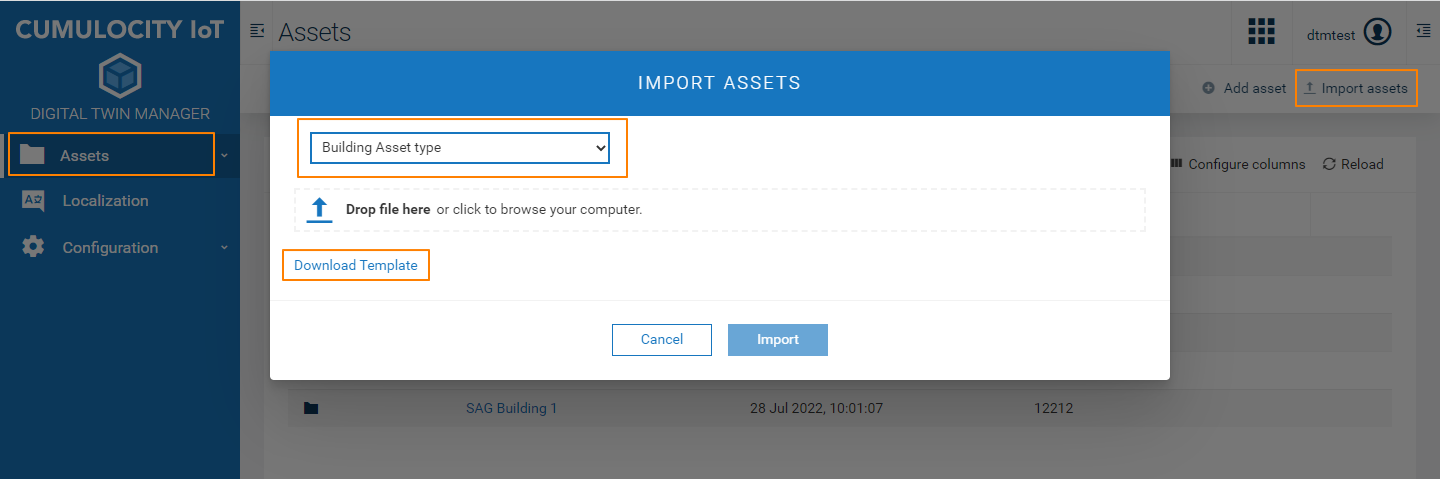 CUMULOCITY IoT
DIGITAL TWIN MANAGER
Assets
Localization
Configuration
Assets
dtmtest
Add asset
Import assets
Configure columns
Reload
IMPORT ASSETS
Building Asset type
Drop file here or click to browse your computer.
Download Template
Cancel
Import
SAG Building 1
28 Jul 2022, 10:01:07
12212